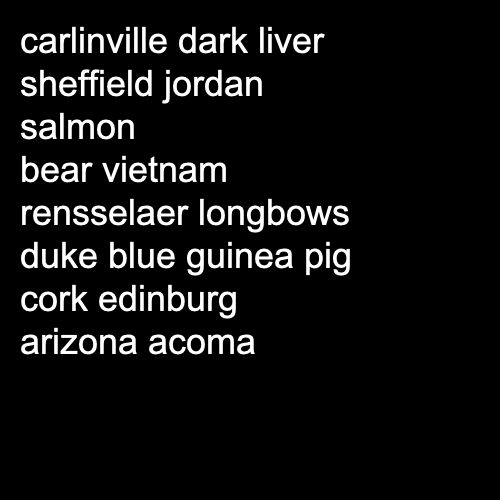 carlinville dark liver
sheffield jordan
salmon
bear vietnam
rensselaer longbows
duke blue guinea pig
cork edinburg
arizona acoma